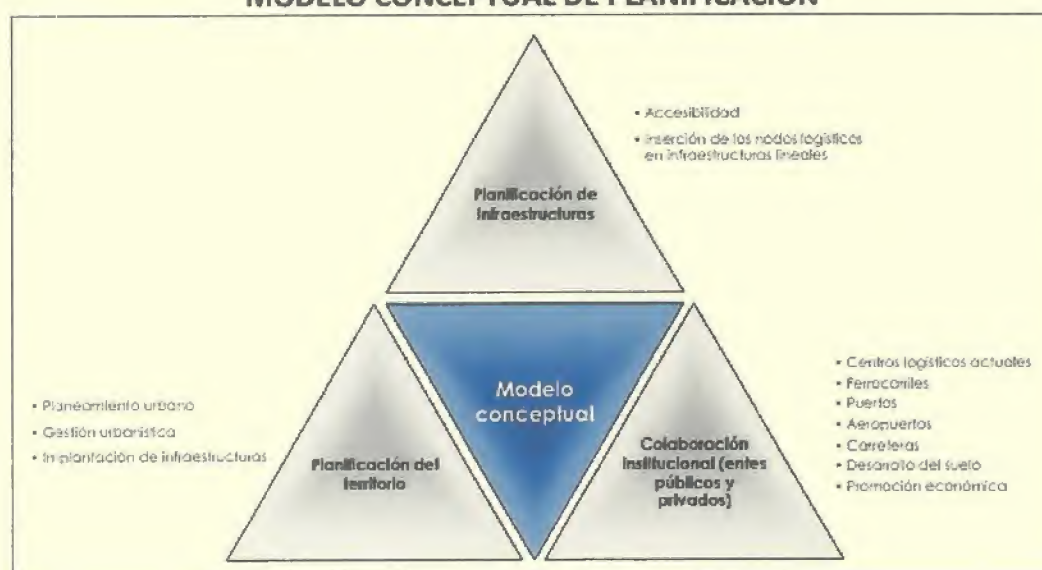 MODELO CONCEPTUAL DE PLANIFICACIÓN
• Accesibilidad
• Inserción de los nodos logísticos
en infraestructuras lineales
Planificación de
Infraestructuras
Modelo
conceptual
• Planeamiento urbano
• Gestión urbanística
• Implantación de infraestructuras
Planificación del
territorio
Colaboración
Institucional (entes
públicos y
privados)
• Centros logísticos actuales
• Ferrocarriles
• Puertos
• Aeropuertos
• Carreteras
• Desarrollo del suelo
• Promoción económica